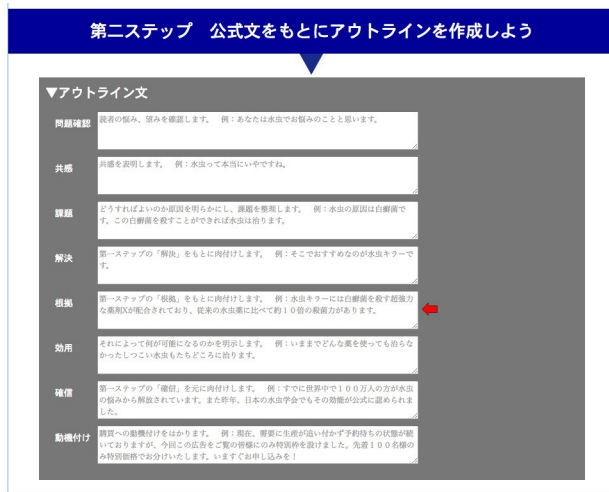 第二ステップ　公式文をもとにアウトラインを作成しよう
▼アウトライン文
問題確認
読者の悩み、望みを確認します。　例：あなたは水虫でお悩みのことと思います。
共感
共感を表明します。　例：水虫って本当にいやですね。
課題
どうすればよいのか原因を明らかにし、課題を整理します。　例：水虫の原因は白癬菌で
す。この白癬菌を殺すことができれば水虫は治ります。
解決
第一ステップの「解決」をもとに肉付けします。　例：そこでおすすめなのが水虫キラーで
す。
根拠
第一ステップの「根拠」をもとに肉付けします。　例：水虫キラーには白癬菌を殺す超強力
な薬剤Xが配合されており、従来の水虫薬に比べて約１０倍の殺菌力があります。
効用
それによって何が可能になるのかを明示します。　例：いままでどんな薬を使っても治らな
かったしつこい水虫もたちどころに治ります。
確信
第一ステップの「確信」を元に肉付けします。　例：すでに世界中で１００万人の方が水虫
の悩みから解放されています。また昨年、日本の水虫学会でもその効能が公式に認められま
した。
動機付け
購買への動機付けをはかります。　例：現在、需要に生産が追い付かず予約待ちの状態が続
いておりますが、今回この広告をご覧の皆様にのみ特別枠を設けました。先着１００名様の
み特別価格でお分けいたします。いますぐお申し込みを！